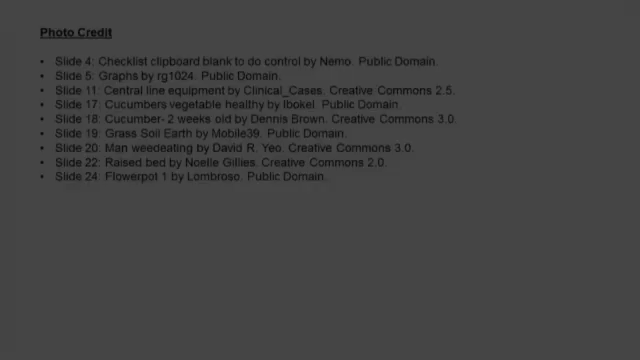 Photo Credit
• Slide 4: Checklist clipboard blank to do control by Nemo. Public Domain.
• Slide 5: Graphs by rg1024. Public Domain.
• Slide 11: Central line equipment by Clinical_Cases. Creative Commons 2.5.
• Slide 17: Cucumbers vegetable healthy by Ibokel. Public Domain.
• Slide 18: Cucumber- 2 weeks old by Dennis Brown. Creative Commons 3.0.
• Slide 19: Grass Soil Earth by Mobile39. Public Domain.
• Slide 20: Man weedeating by David R. Yeo. Creative Commons 3.0.
• Slide 22: Raised bed by Noelle Gillies. Creative Commons 2.0.
• Slide 24: Flowerpot 1 by Lombroso. Public Domain.